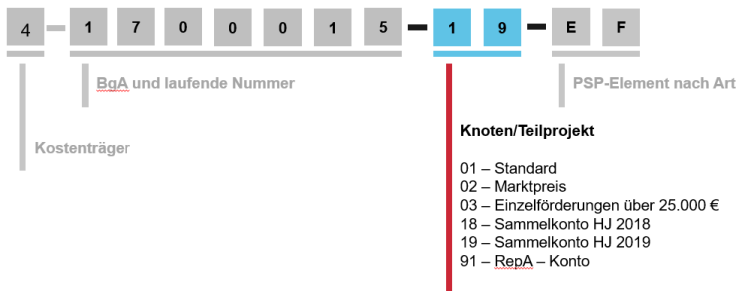 4 – 1 7 0 0 0 1 5 – 1 9 – E F
BgA und laufende Nummer
PSP-Element nach Art
Kostenträger
Knoten/Teilprojekt
01 – Standard
02 – Marktpreis
03 – Einzelförderungen über 25.000 €
18 – Sammelkonto HJ 2018
19 – Sammelkonto HJ 2019
91 – RepA – Konto